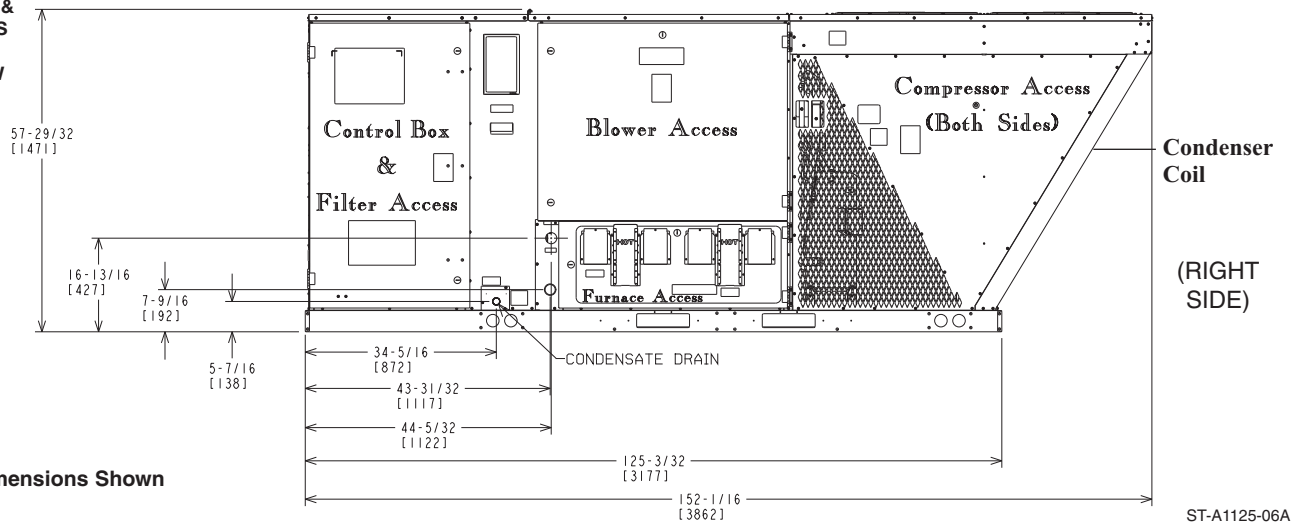 &
S
57-29/32
[1471]
Control Box
&
Filter Access
Blower Access
Compressor Access
(Both Sides)
Condenser
Coil
HOT
HOT
Furnace Access
(RIGHT
SIDE)
16-13/16
[427]
7-9/16
[192]
5-7/16
[138]
34-5/16
[872]
CONDENSATE DRAIN
43-31/32
[1117]
44-5/32
[1122]
125-3/32
[3177]
mensions Shown
152-1/16
[3862]
ST-A1125-06A